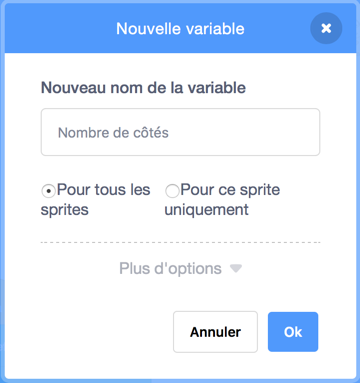 Nouvelle variable
Nouveau nom de la variable
Nombre de côtés
Pour tous les sprites
Pour ce sprite uniquement
Plus d'options
Annuler
Ok